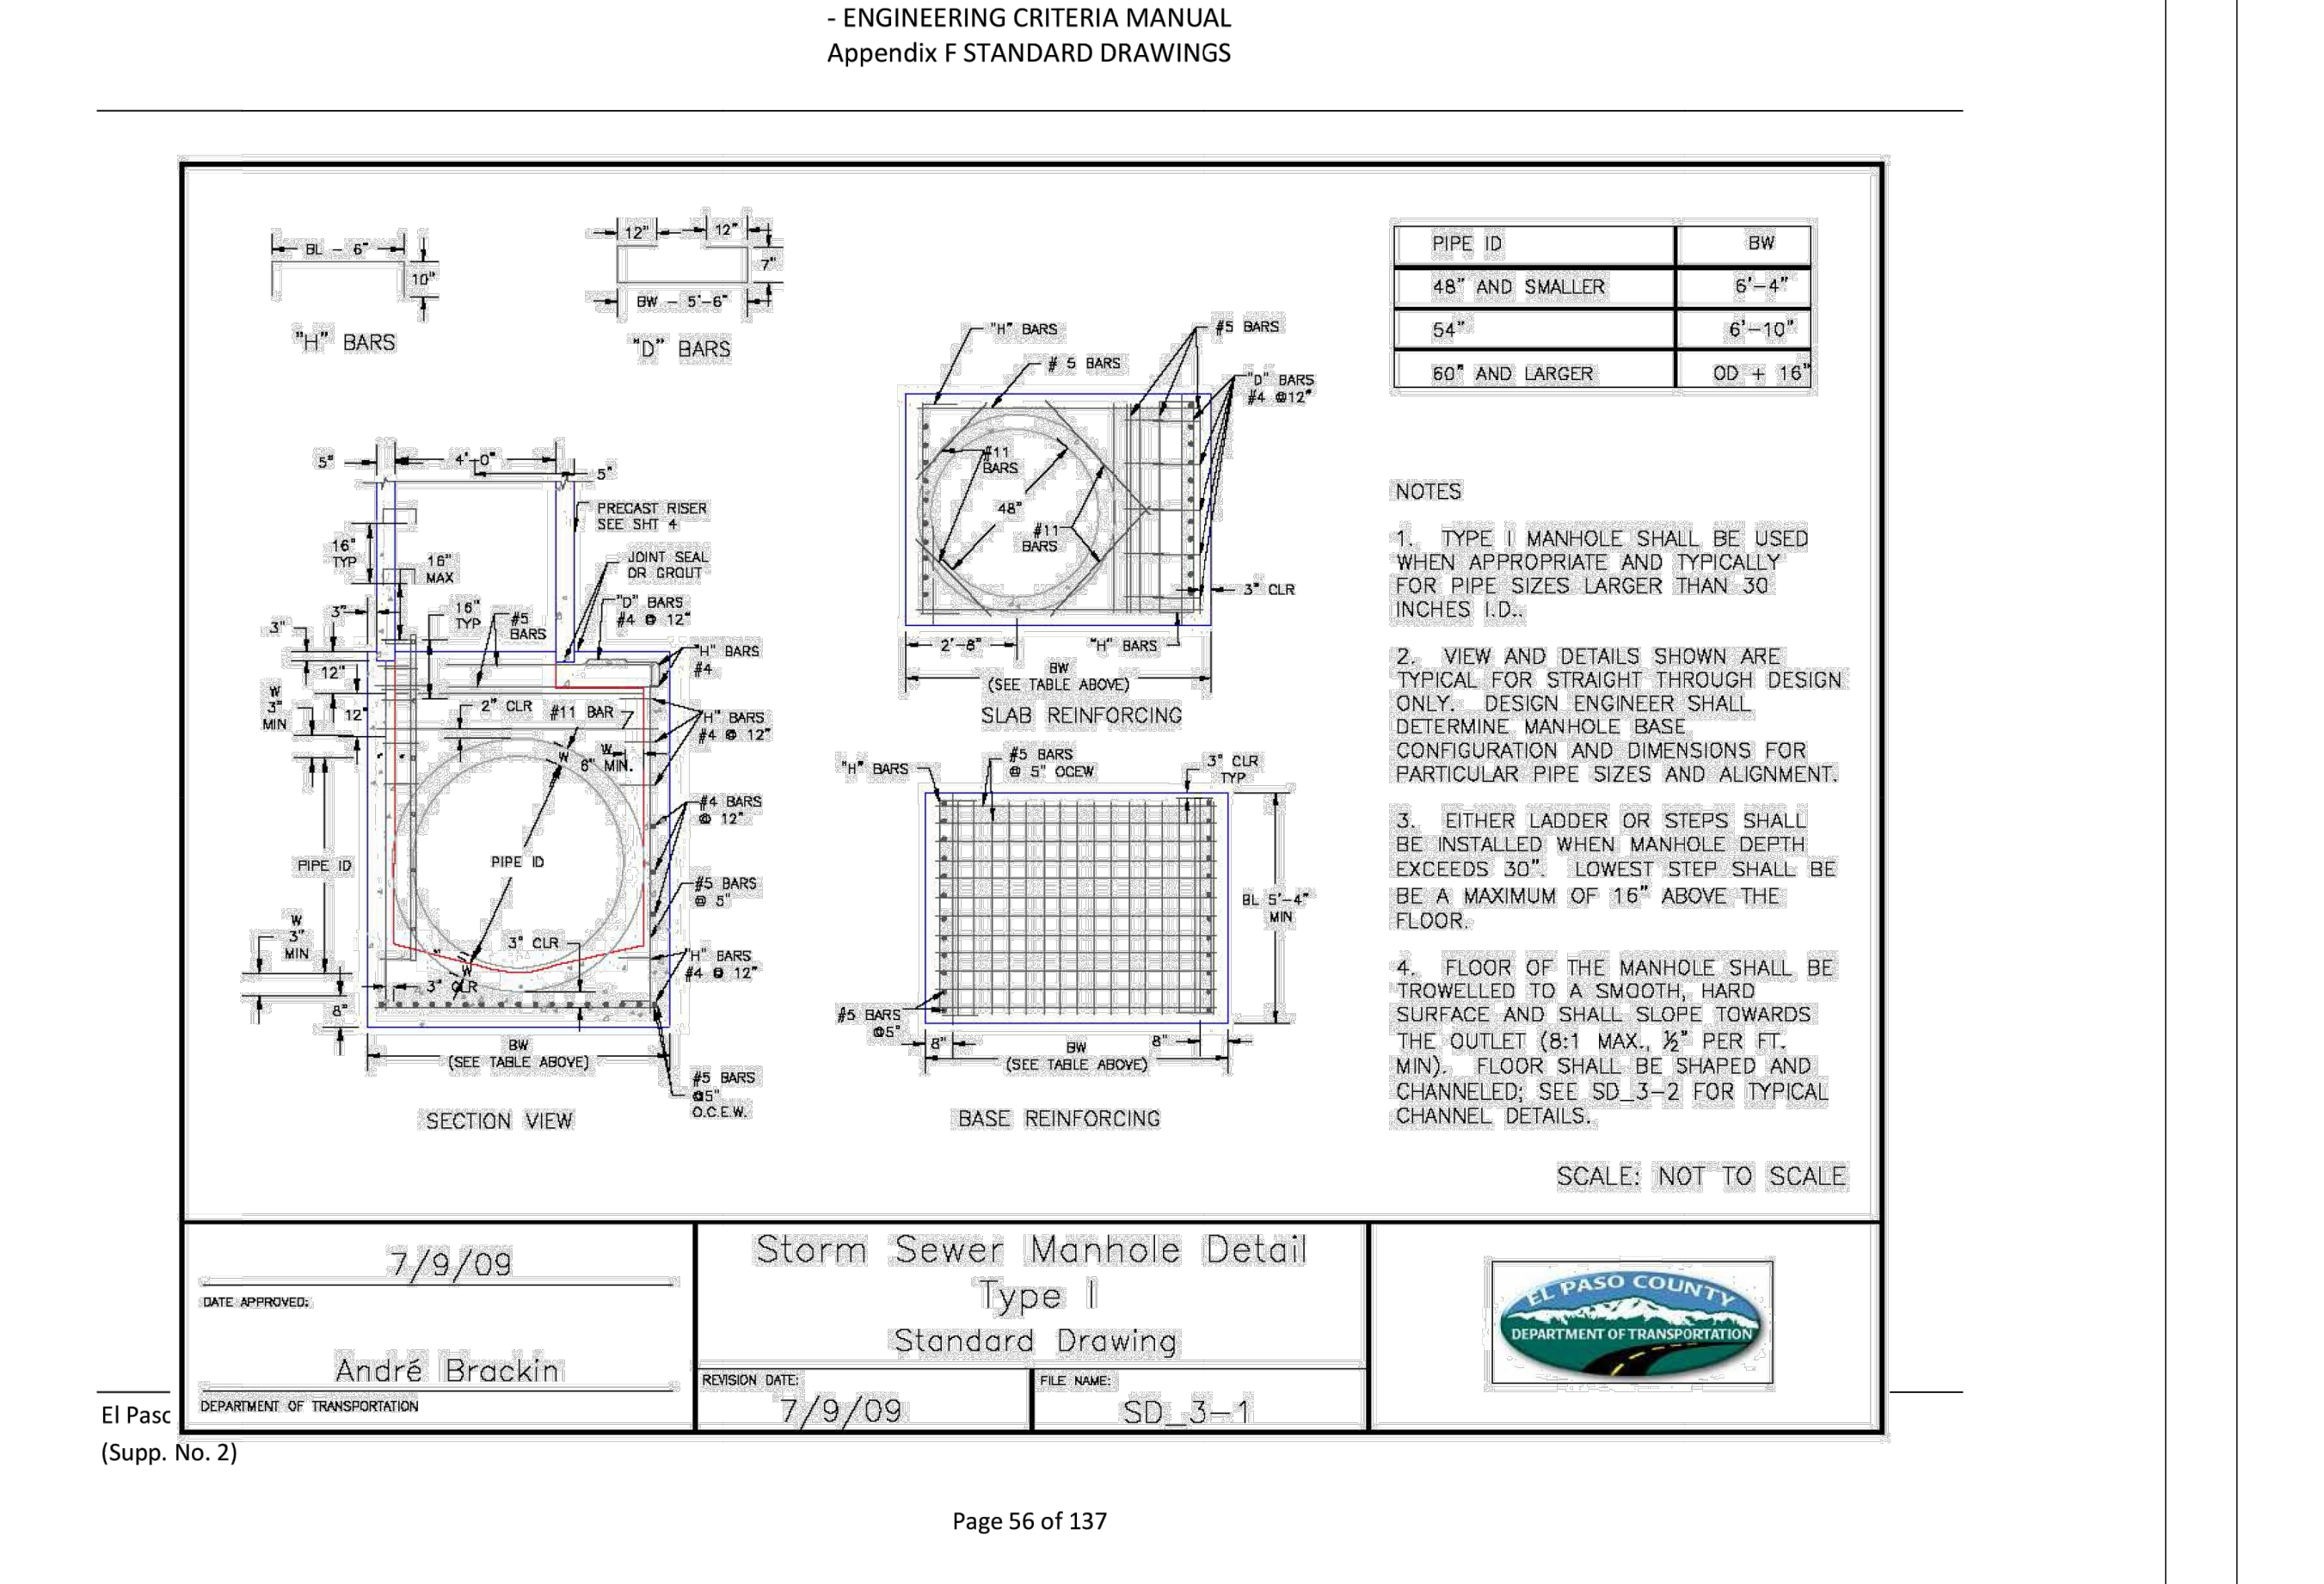 - ENGINEERING CRITERIA MANUAL
Appendix F STANDARD DRAWINGS
BL - 6"
10"
"H" BARS
12"
12"
7"
BW - 5'-6"
"D" BARS
PIPE ID BW
48" AND SMALLER 6'-4"
54" 6'-10"
60" AND LARGER OD + 16"
5"
4'-0"
5"
PRECAST RISER
SEE SHT 4
16"
TYP
16"
MAX
JOINT SEAL
OR GROUT
3"
3"
16"
TYP
#5
BARS
"D" BARS
#4 @ 12"
"H" BARS
#4
12"
W
3"
MIN
12"
2" CLR
#11 BAR
"H" BARS
#4 @ 12"
W
W
6" MIN.
#4 BARS
@ 12"
PIPE ID
PIPE ID
#5 BARS
@ 5"
W
3"
MIN
3" CLR
"H" BARS
#4 @ 12"
W
3" CLR
8"
BW
(SEE TABLE ABOVE)
#5 BARS
@5"
O.C.E.W.
SECTION VIEW
"H" BARS
# 5 BARS
#5 BARS
"D" BARS
#4 @12"
#11
BARS
48"
#11
BARS
3" CLR
2'-8"
"H" BARS
BW
(SEE TABLE ABOVE)
SLAB REINFORCING
"H" BARS
#5 BARS
@ 5" OCEW
3" CLR
TYP
BL 5'-4"
MIN
#5 BARS
@5"
8"
BW
8"
(SEE TABLE ABOVE)
BASE REINFORCING
NOTES
1. TYPE I MANHOLE SHALL BE USED
WHEN APPROPRIATE AND TYPICALLY
FOR PIPE SIZES LARGER THAN 30
INCHES I.D..
2. VIEW AND DETAILS SHOWN ARE
TYPICAL FOR STRAIGHT THROUGH DESIGN
ONLY. DESIGN ENGINEER SHALL
DETERMINE MANHOLE BASE
CONFIGURATION AND DIMENSIONS FOR
PARTICULAR PIPE SIZES AND ALIGNMENT.
3. EITHER LADDER OR STEPS SHALL
BE INSTALLED WHEN MANHOLE DEPTH
EXCEEDS 30". LOWEST STEP SHALL BE
BE A MAXIMUM OF 16" ABOVE THE
FLOOR.
4. FLOOR OF THE MANHOLE SHALL BE
TROWELLED TO A SMOOTH, HARD
SURFACE AND SHALL SLOPE TOWARDS
THE OUTLET (8:1 MAX., ½" PER FT.
MIN). FLOOR SHALL BE SHAPED AND
CHANNELED; SEE SD_3-2 FOR TYPICAL
CHANNEL DETAILS.
SCALE: NOT TO SCALE
7/9/09
DATE APPROVED:
André Brackin
DEPARTMENT OF TRANSPORTATION
Storm Sewer Manhole Detail
Type I
Standard Drawing
REVISION DATE:
7/9/09
FILE NAME:
SD_3-1
EL PASO COUNTY
DEPARTMENT OF TRANSPORTATION
El Pasc
(Supp. No. 2)
Page 56 of 137